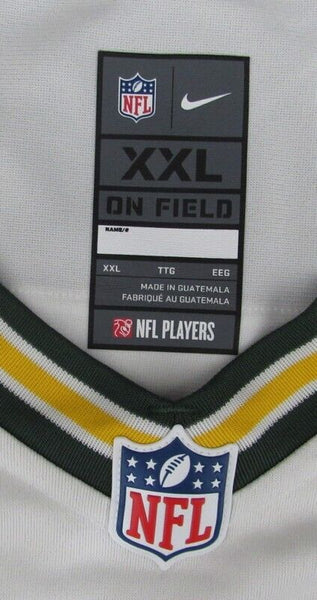 NFL
XXL
ON FIELD
NAME/#
XXL TTG EEG
MADE IN GUATEMALA
FABRIQUÉ AU GUATEMALA
NFL PLAYERS
NFL